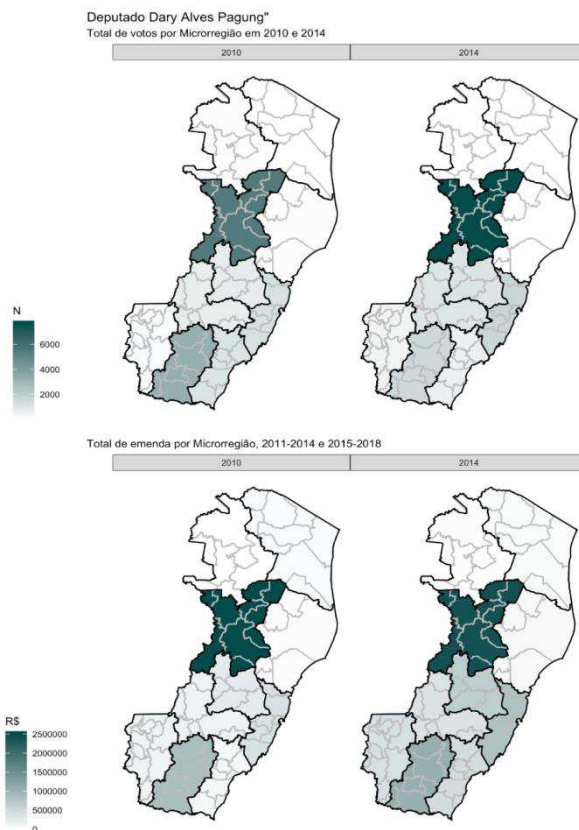 Deputado Dary Alves Pagung"
Total de votos por Microrregião em 2010 e 2014
2010
2014
N
6000
4000
2000
Total de emenda por Microrregião, 2011-2014 e 2015-2018
2010
2014
R$
2500000
2000000
1500000
1000000
500000
0